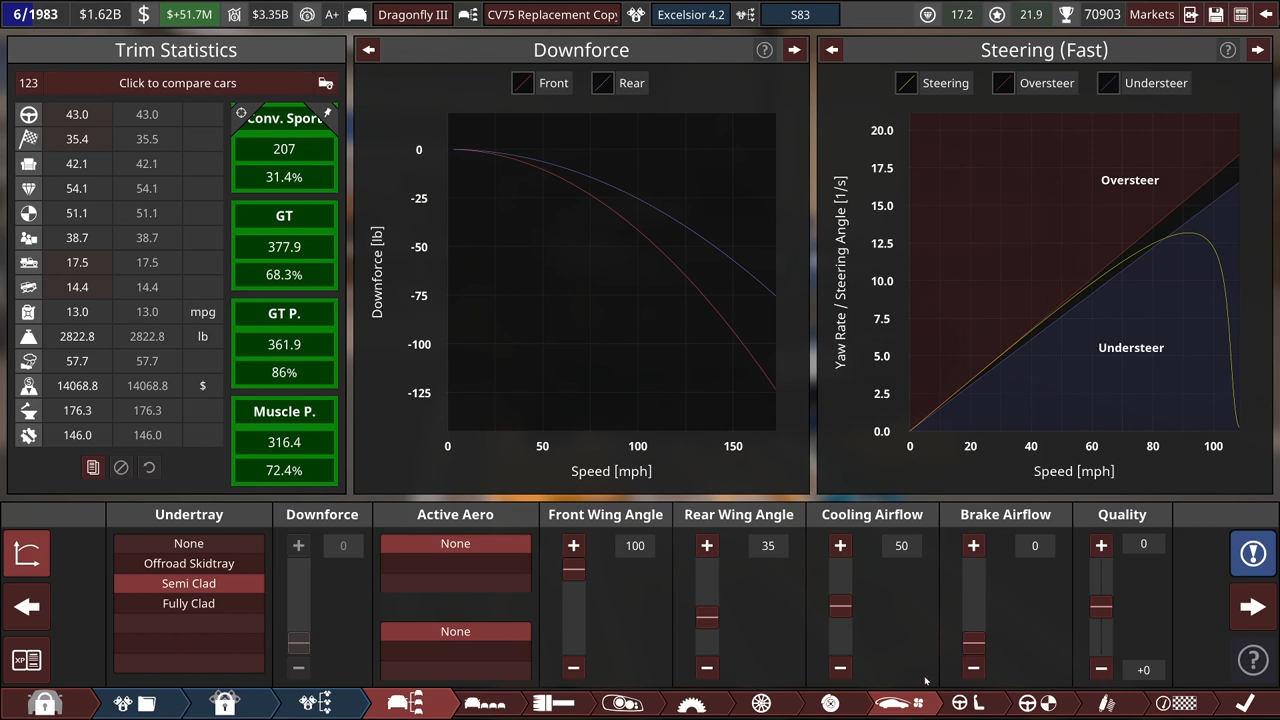 6/1983 $1.62B $+51.7M $3.35B A+ Dragonfly III CV75 Replacement Cop Excelsior 4.2 S83 17.2 21.9 70903 Markets
Trim Statistics
123 Click to compare cars
43.0 43.0
35.4 35.5
42.1 42.1
54.1 54.1
51.1 51.1
38.7 38.7
17.5 17.5
14.4 14.4
13.0 13.0 mpg
2822.8 2822.8 lb
57.7 57.7
14068.8 14068.8 $
176.3 176.3
146.0 146.0
Conv. Sport
207
31.4%
GT
377.9
68.3%
GT P.
361.9
86%
Muscle P.
316.4
72.4%
Downforce ?
Front Rear
Downforce [lb]
0
-25
-50
-75
-100
-125
0 50 100 150
Speed [mph]
Steering (Fast) ?
Steering Oversteer Understeer
Yaw Rate / Steering Angle [1/s]
20.0
17.5
15.0
12.5
10.0
7.5
5.0
2.5
0.0
Oversteer
Understeer
0 20 40 60 80 100
Speed [mph]
Undertray
None
Offroad Skidtray
Semi Clad
Fully Clad
Downforce
+ 0
−
Active Aero
None
None
Front Wing Angle
+ 100
−
Rear Wing Angle
+ 35
−
Cooling Airflow
+ 50
−
Brake Airflow
+ 0
−
Quality
+ 0
− +0
XP
?